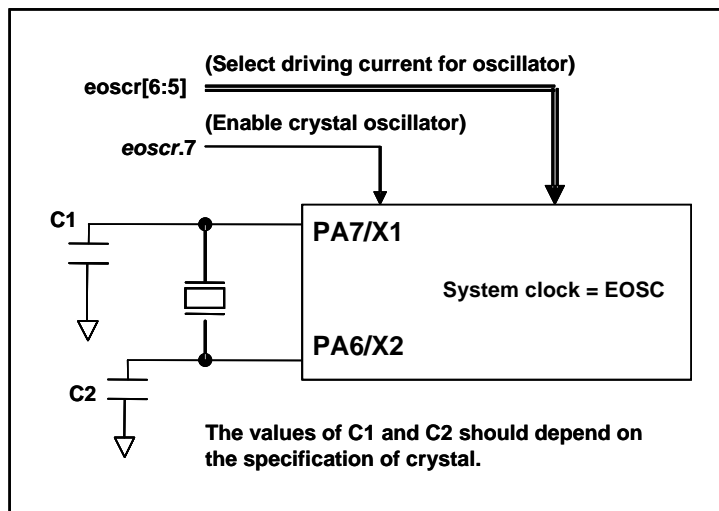 (Select driving current for oscillator)
eoscr[6:5]
(Enable crystal oscillator)
eoscr.7
C1
PA7/X1
System clock = EOSC
PA6/X2
C2
The values of C1 and C2 should depend on
the specification of crystal.